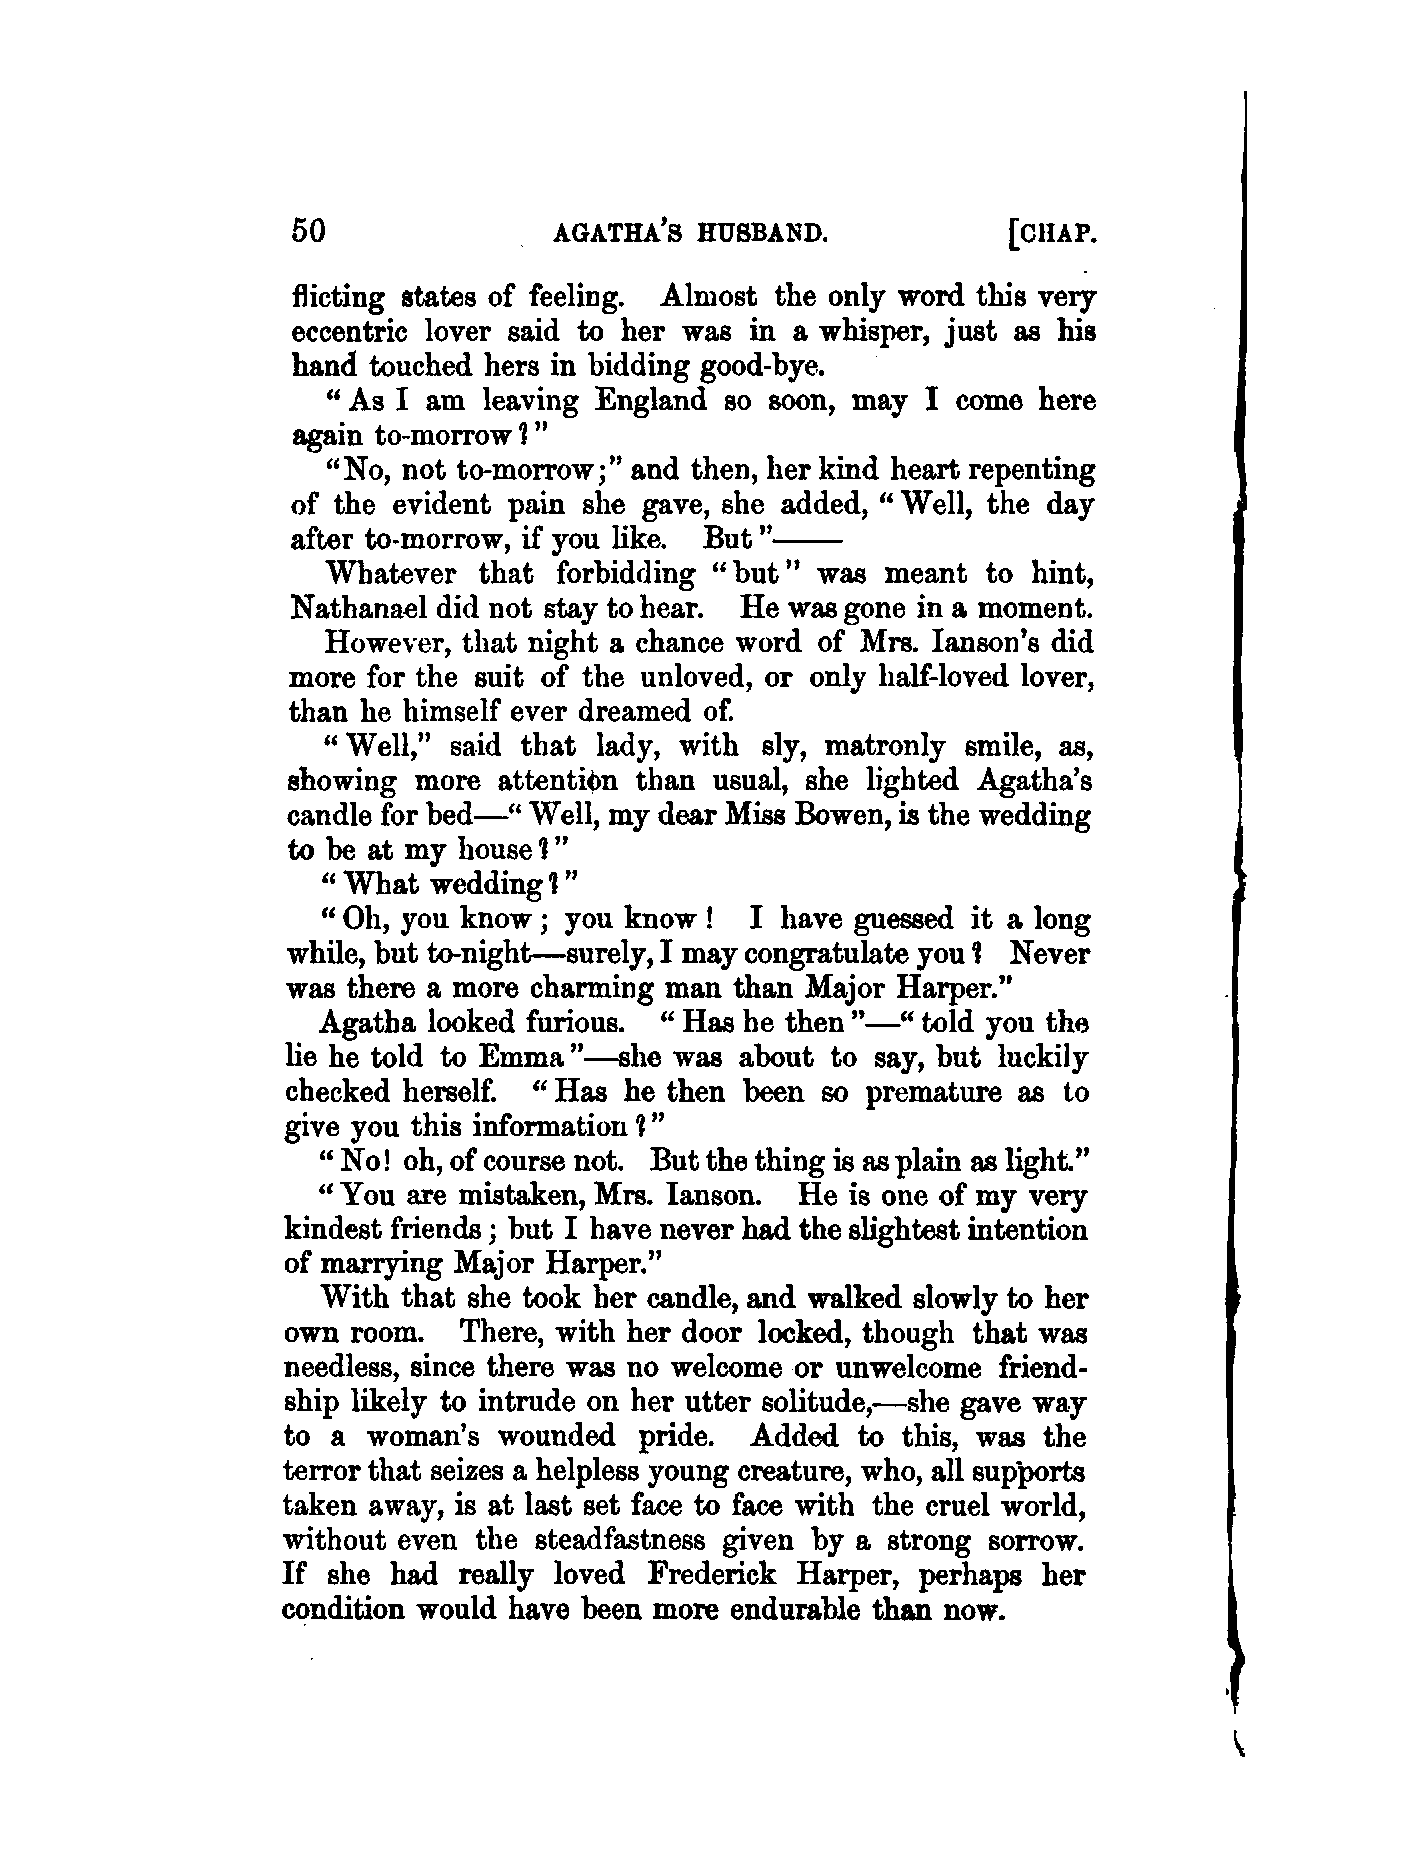 50 AGATHA'S HUSBAND. [CHAP.
flicting states of feeling. Almost the only word this very
eccentric lover said to her was in a whisper, just as his
hand touched hers in bidding good-bye.
"As I am leaving England so soon, may I come here
again to-morrow?"
"No, not to-morrow;" and then, her kind heart repenting
of the evident pain she gave, she added, "Well, the day
after to-morrow, if you like. But"——
Whatever that forbidding "but" was meant to hint,
Nathanael did not stay to hear. He was gone in a moment.
However, that night a chance word of Mrs. Ianson's did
more for the suit of the unloved, or only half-loved lover,
than he himself ever dreamed of.
"Well," said that lady, with sly, matronly smile, as,
showing more attention than usual, she lighted Agatha's
candle for bed—"Well, my dear Miss Bowen, is the wedding
to be at my house?"
"What wedding?"
"Oh, you know; you know! I have guessed it a long
while, but to-night—surely, I may congratulate you? Never
was there a more charming man than Major Harper."
Agatha looked furious. "Has he then"—"told you the
lie he told to Emma"—she was about to say, but luckily
checked herself. "Has he then been so premature as to
give you this information?"
"No! oh, of course not. But the thing is as plain as light."
"You are mistaken, Mrs. Ianson. He is one of my very
kindest friends; but I have never had the slightest intention
of marrying Major Harper."
With that she took her candle, and walked slowly to her
own room. There, with her door locked, though that was
needless, since there was no welcome or unwelcome friend-
ship likely to intrude on her utter solitude,—she gave way
to a woman's wounded pride. Added to this, was the
terror that seizes a helpless young creature, who, all supports
taken away, is at last set face to face with the cruel world,
without even the steadfastness given by a strong sorrow.
If she had really loved Frederick Harper, perhaps her
condition would have been more endurable than now.